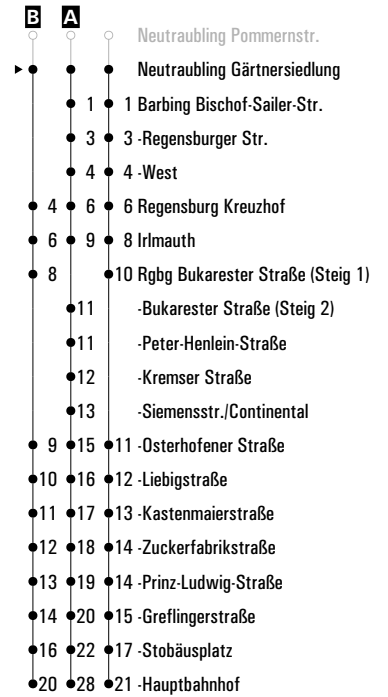 B A
Neutraubling Pommernstr.
Neutraubling Gärtnersiedlung
1 1 Barbing Bischof-Sailer-Str.
3 3 -Regensburger Str.
4 4 -West
4 6 6 Regensburg Kreuzhof
6 9 8 Irlmauth
8 10 Rgbg Bukarester Straße (Steig 1)
11 -Bukarester Straße (Steig 2)
11 -Peter-Henlein-Straße
12 -Kremser Straße
13 -Siemensstr./Continental
9 15 11 -Osterhofener Straße
10 16 12 -Liebigstraße
11 17 13 -Kastenmaierstraße
12 18 14 -Zuckerfabrikstraße
13 19 14 -Prinz-Ludwig-Straße
14 20 15 -Greflingerstraße
16 22 17 -Stobäusplatz
20 28 21 -Hauptbahnhof